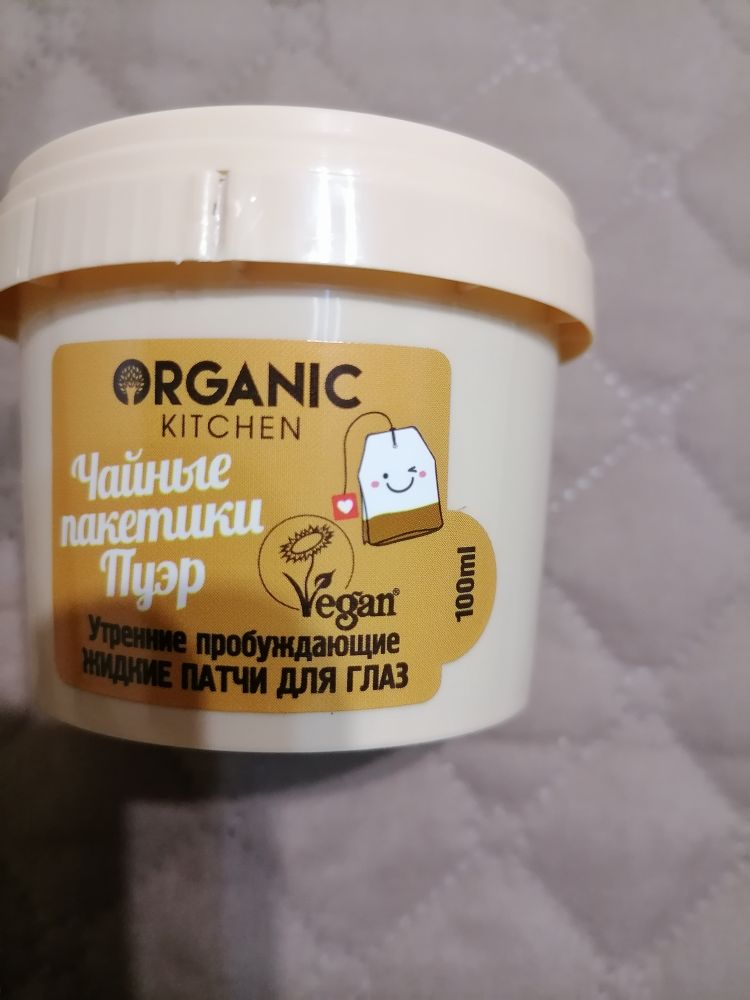 ORGANIC
KITCHEN
Чайные
пакетики
Пуэр
Vegan®
100ml
Утренние пробуждающие
ЖИДКИЕ ПАТЧИ ДЛЯ ГЛАЗ